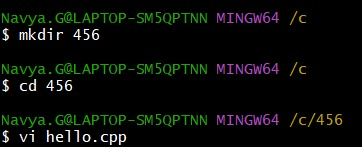 Navya.G@LAPTOP-SM5QPTNN MINGW64 /c
$ mkdir 456
Navya.G@LAPTOP-SM5QPTNN MINGW64 /c
$ cd 456
Navya.G@LAPTOP-SM5QPTNN MINGW64 /c/456
$ vi hello.cpp